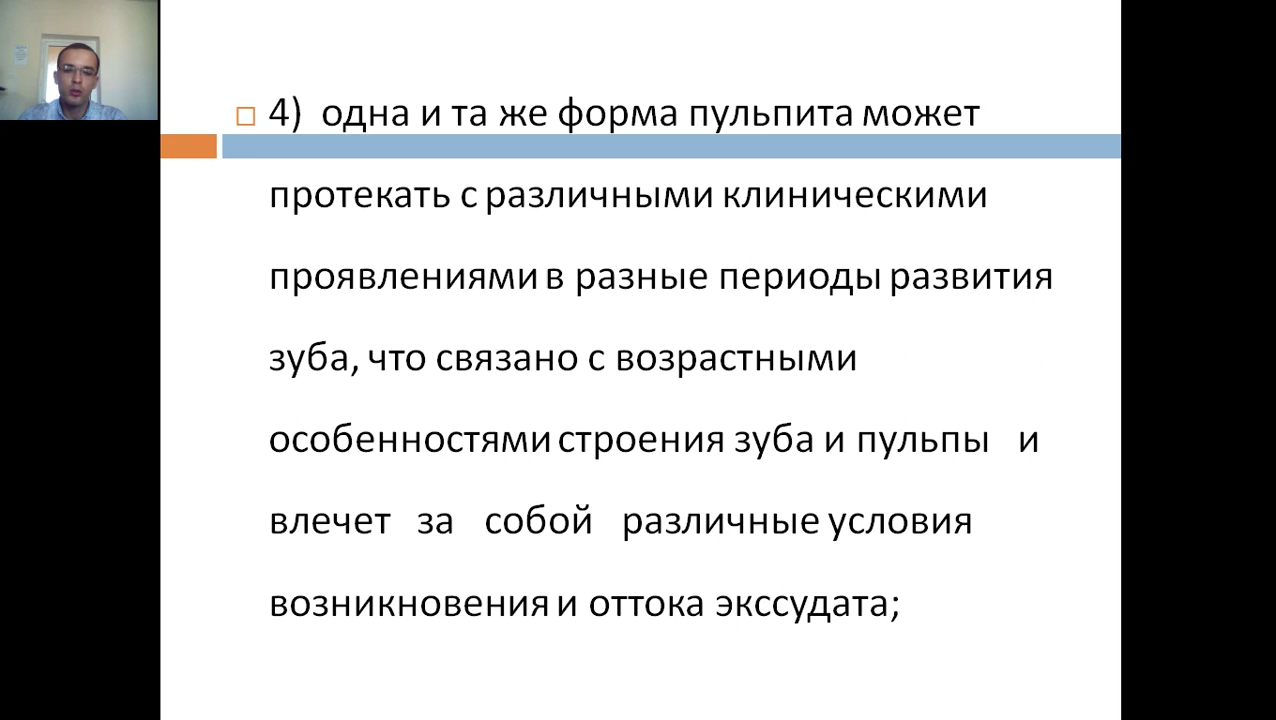 4) одна и та же форма пульпита может
протекать с различными клиническими
проявлениями в разные периоды развития
зуба, что связано с возрастными
особенностями строения зуба и пульпы и
влечет за собой различные условия
возникновения и оттока экссудата;